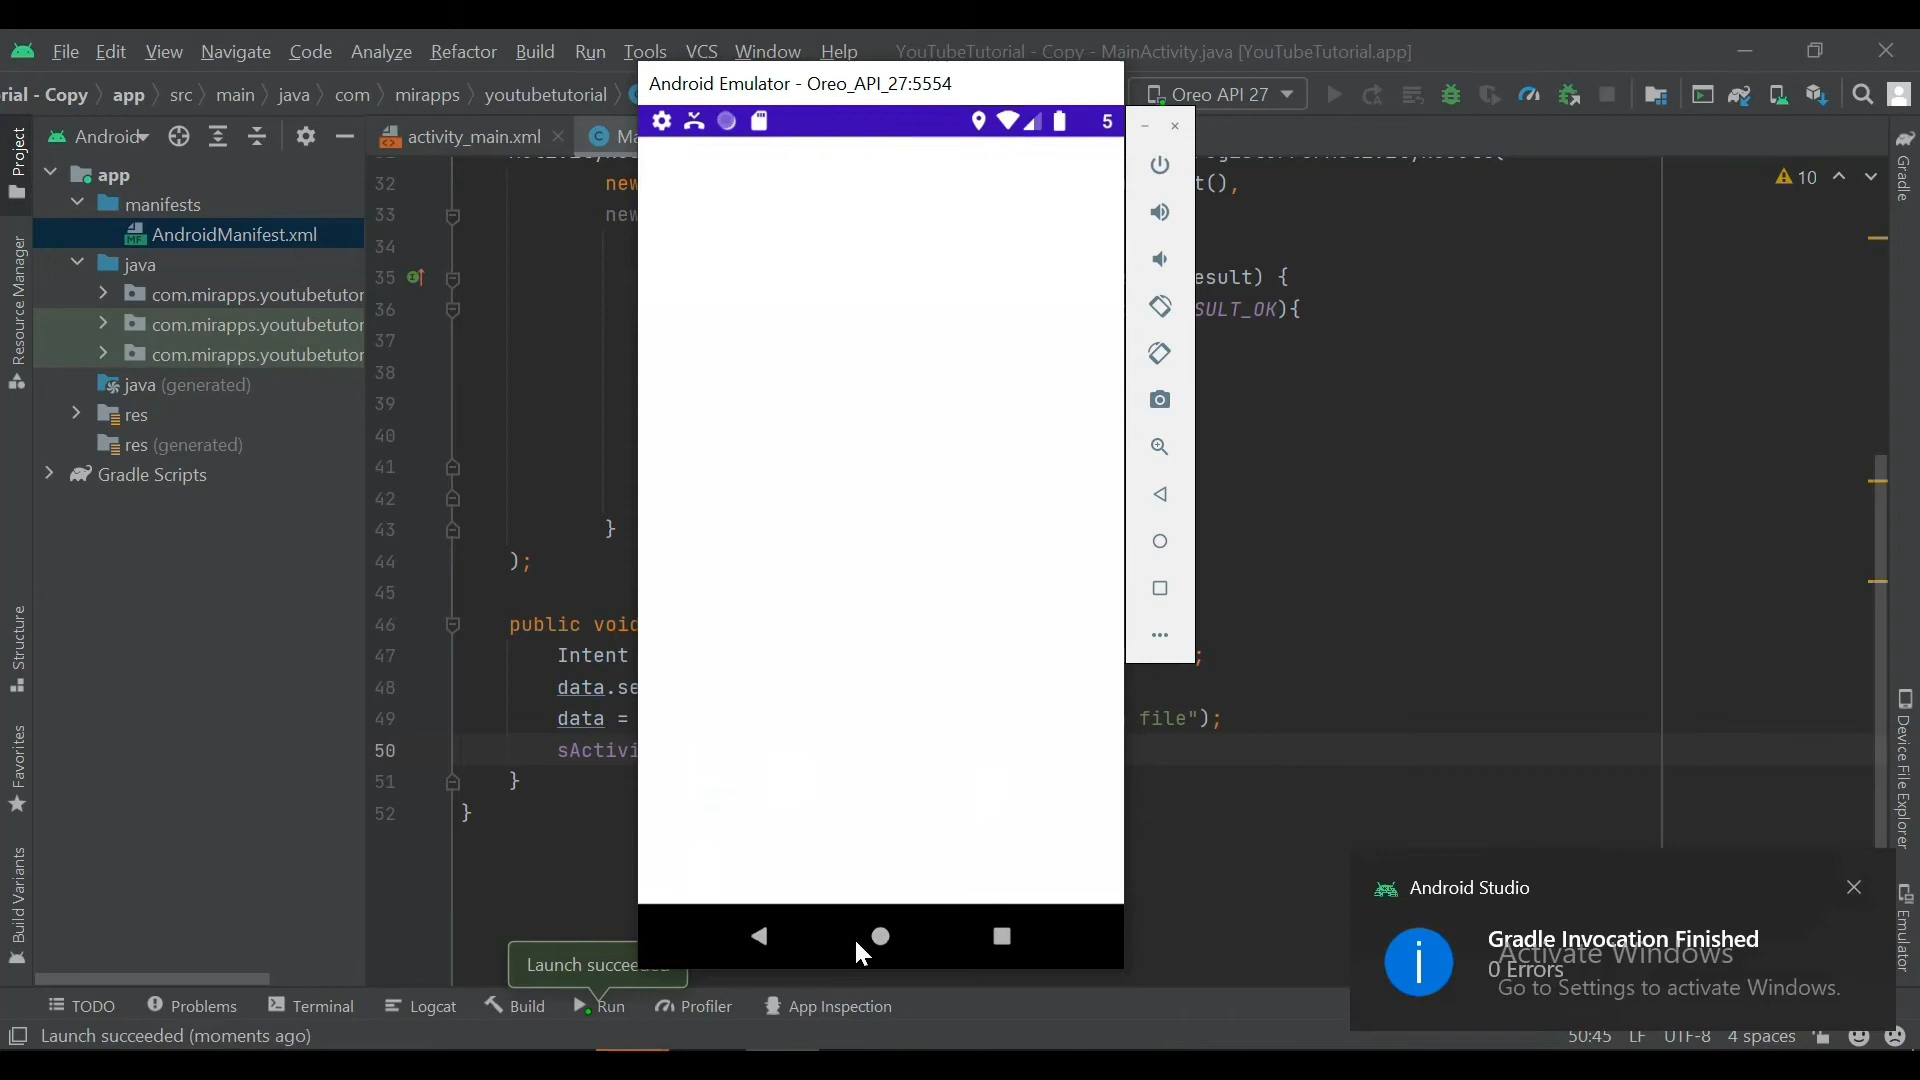 File Edit View Navigate Code Analyze Refactor Build Run Tools VCS Window Help YouTubeTutorial - Copy - MainActivity.java [YouTubeTutorial.app]
Android Emulator - Oreo_API_27:5554
rial - Copy app src main java com mirapps youtubetutorial Oreo API 27
5
Android activity_main.xml Ma
Project
app
manifests
AndroidManifest.xml
java
com.mirapps.youtubetutor
com.mirapps.youtubetutor
com.mirapps.youtubetutor
java (generated)
res
res (generated)
Gradle Scripts
Resource Manager
Structure
Favorites
Build Variants
10
32 new t(),
33 new
34
35 esult) {
36 SULT_OK){
37
38
39
40
41
42
43 }
44 );
45
46 public void
47 Intent ;
48 data.se
49 data = file");
50 sActivi
51 }
52 }
Gradle
Device File Explorer
Emulator
Android Studio
Gradle Invocation Finished
0 Errors
Activate Windows
Go to Settings to activate Windows.
Launch succeeded
TODO Problems Terminal Logcat Build Run Profiler App Inspection
Launch succeeded (moments ago) 50:45 LF UTF-8 4 spaces